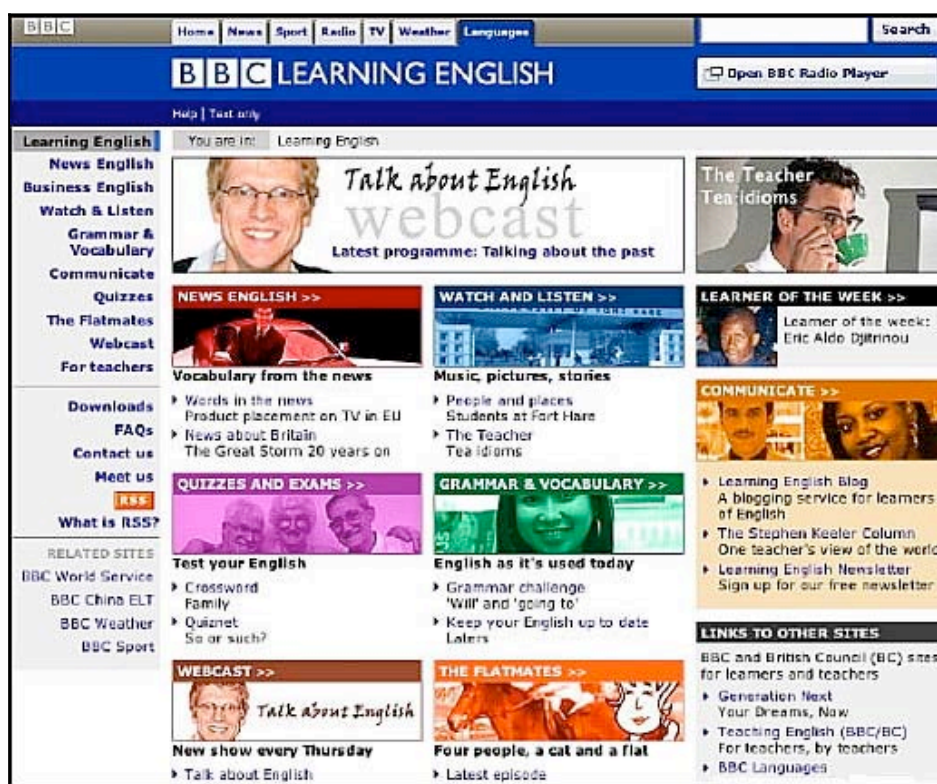 BBC
Home News Sport Radio TV Weather Languages
Search
BBC LEARNING ENGLISH
Open BBC Radio Player
Help | Text only
Learning English
News English
Business English
Watch & Listen
Grammar &
Vocabulary
Communicate
Quizzes
The Flatmates
Webcast
For teachers
Downloads
FAQs
Contact us
Meet us
RSS
What is RSS?
RELATED SITES
BBC World Service
BBC China ELT
BBC Weather
BBC Sport
You are in: Learning English
Talk about English
webcast
Latest programme: Talking about the past
The Teacher
Tea idioms
NEWS ENGLISH >>
Vocabulary from the news
Words in the news
Product placement on TV in EU
News about Britain
The Great Storm 20 years on
WATCH AND LISTEN >>
UNIVERSITY OF FORT HARE
Music, pictures, stories
People and places
Students at Fort Hare
The Teacher
Tea idioms
LEARNER OF THE WEEK >>
Learner of the week:
Eric Aldo Djitrinou
COMMUNICATE >>
Learning English Blog
A blogging service for learners
of English
The Stephen Keeler Column
One teacher's view of the world
Learning English Newsletter
Sign up for our free newsletter
QUIZZES AND EXAMS >>
Test your English
Crossword
Family
Quiznet
So or such?
GRAMMAR & VOCABULARY >>
English as it's used today
Grammar challenge
'Will' and 'going to'
Keep your English up to date
Laters
LINKS TO OTHER SITES
BBC and British Council (BC) sites
for learners and teachers
Generation Next
Your Dreams, Now
Teaching English (BBC/BC)
For teachers, by teachers
BBC Languages
WEBCAST >>
Talk about English
New show every Thursday
Talk about English
THE FLATMATES >>
Four people, a cat and a flat
Latest episode